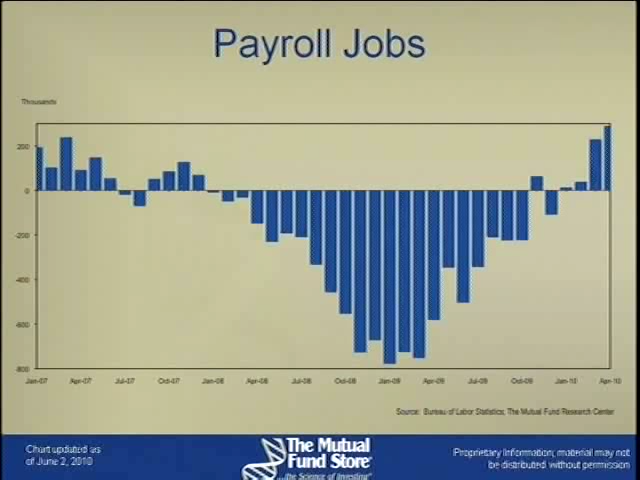 Payroll Jobs
Thousands
200
0
-200
-400
-600
-800
Jan-07 Apr-07 Jul-07 Oct-07 Jan-08 Apr-08 Jul-08 Oct-08 Jan-09 Apr-09 Jul-09 Oct-09 Jan-10 Apr-10
Source: Bureau of Labor Statistics, The Mutual Fund Research Center
Chart updated as
of June 2, 2010
The Mutual
Fund Store®
...the Science of Investing®
Proprietary Information; material may not
be distributed without permission